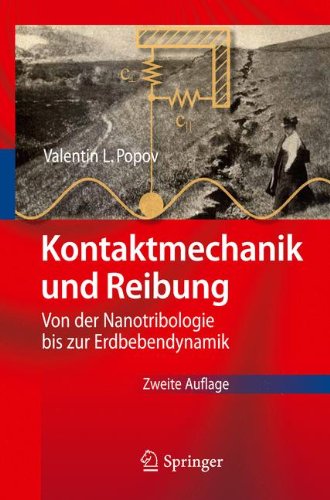 c⊥
c||
Valentin L. Popov
Kontaktmechanik
und Reibung
Von der Nanotribologie
bis zur Erdbebendynamik
Zweite Auflage
Springer